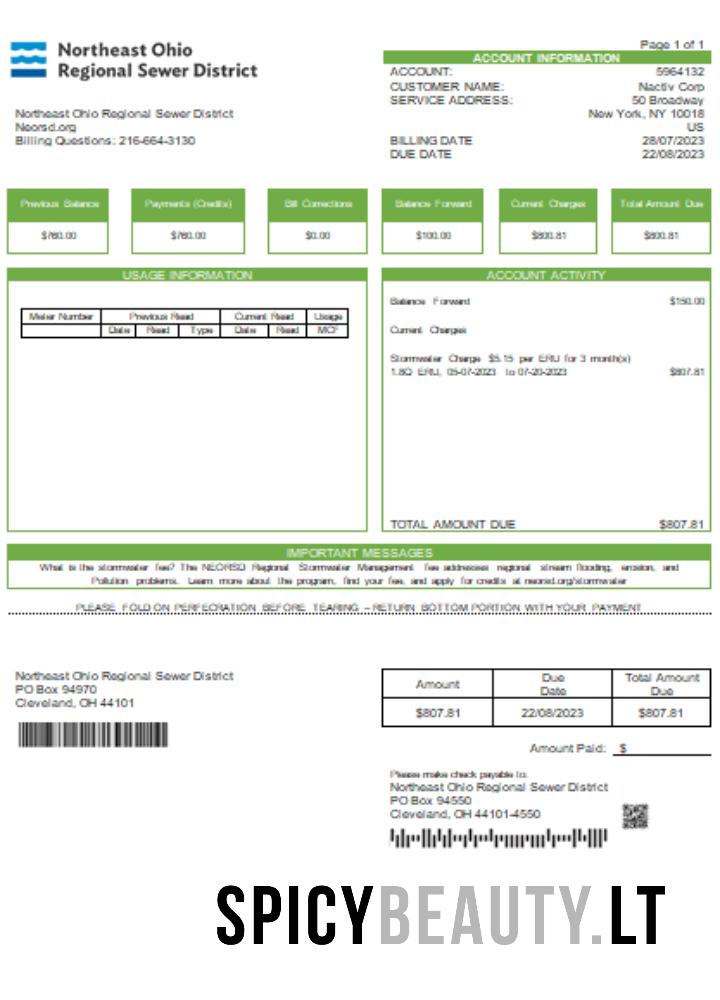 Northeast Ohio
Regional Sewer District
Page 1 of 1
ACCOUNT INFORMATION
ACCOUNT: 5964132
CUSTOMER NAME: Nactiv Corp
SERVICE ADDRESS: 50 Broadway
New York, NY 10018
US
BILLING DATE 28/07/2023
DUE DATE 22/08/2023
Northeast Ohio Regional Sewer District
Neorsd.org
Billing Questions: 216-664-3130
Previous Balance Payments (Credits) Bill Corrections Balance Forward Current Charges Total Amount Due
$760.00 $760.00 $0.00 $100.00 $800.81 $800.81
USAGE INFORMATION
Meter Number Previous Read Current Read Usage
Date Read Type Date Read MCF
ACCOUNT ACTIVITY
Balance Forward $150.00
Current Charges
Stormwater Charge $5.15 per ERU for 3 month(s)
1.8Q ERU, 05-07-2023 to 07-20-2023 $807.81
TOTAL AMOUNT DUE $807.81
IMPORTANT MESSAGES
What is the stormwater fee? The NEORSD Regional Stormwater Management fee addresses regional stream flooding, erosion, and
Pollution problems. Learn more about the program, find your fee, and apply for credits at neorsd.org/stormwater
PLEASE FOLD ON PERFECRATION BEFORE TEARING – RETURN BOTTOM PORTION WITH YOUR PAYMENT
Northeast Ohio Regional Sewer District
PO Box 94970
Cleveland, OH 44101
Amount Due Date Total Amount Due
$807.81 22/08/2023 $807.81
Amount Paid: $
Please make check payable to:
Northeast Ohio Regional Sewer District
PO Box 94550
Cleveland, OH 44101-4550
SPICYBEAUTY.LT